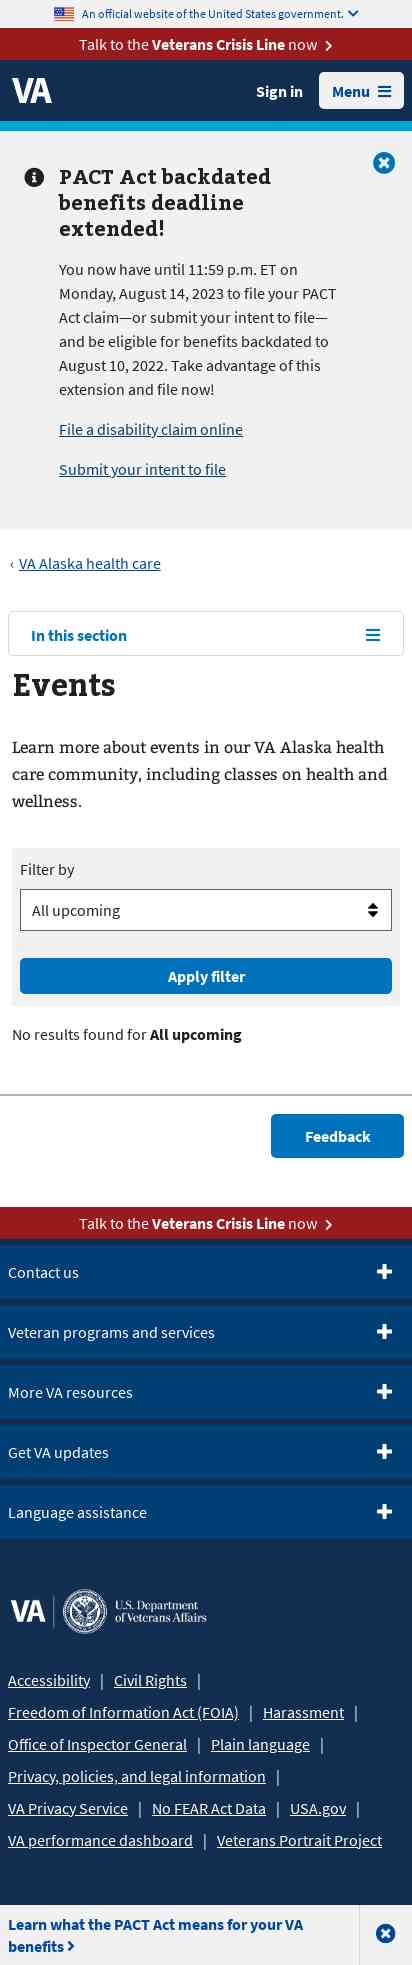 An official website of the United States government.
Talk to the Veterans Crisis Line now
VA
Sign in
Menu
PACT Act backdated
benefits deadline
extended!
You now have until 11:59 p.m. ET on
Monday, August 14, 2023 to file your PACT
Act claim—or submit your intent to file—
and be eligible for benefits backdated to
August 10, 2022. Take advantage of this
extension and file now!
File a disability claim online
Submit your intent to file
‹ VA Alaska health care
In this section
Events
Learn more about events in our VA Alaska health
care community, including classes on health and
wellness.
Filter by
All upcoming
Apply filter
No results found for All upcoming
Feedback
Talk to the Veterans Crisis Line now
Contact us
Veteran programs and services
More VA resources
Get VA updates
Language assistance
VA | U.S. Department
of Veterans Affairs
Accessibility | Civil Rights |
Freedom of Information Act (FOIA) | Harassment |
Office of Inspector General | Plain language |
Privacy, policies, and legal information |
VA Privacy Service | No FEAR Act Data | USA.gov |
VA performance dashboard | Veterans Portrait Project
Learn what the PACT Act means for your VA
benefits